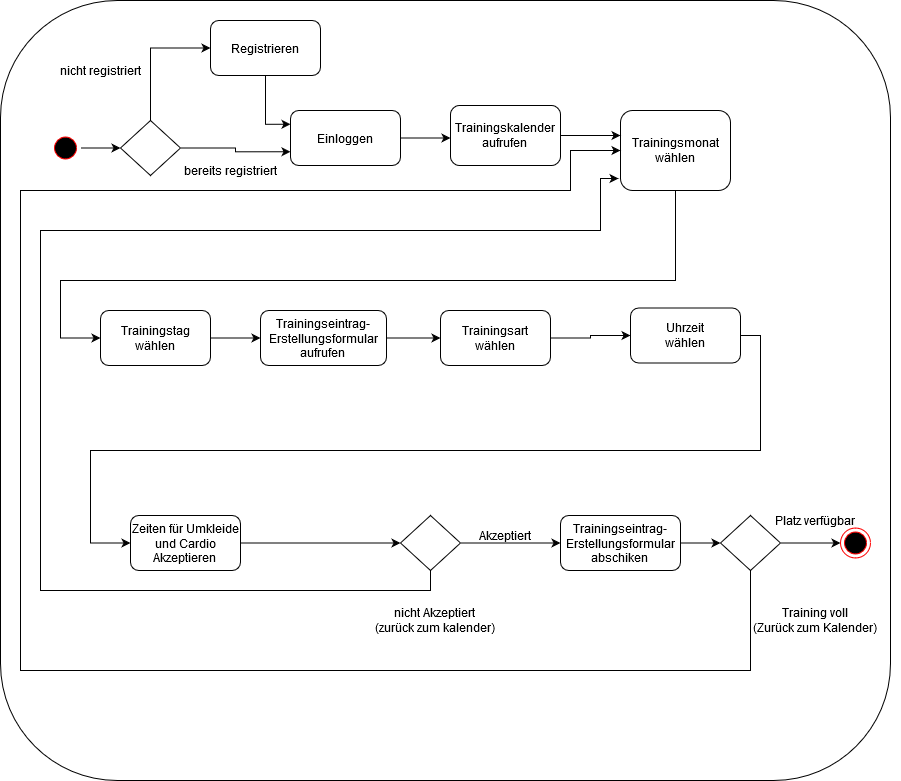 Registrieren
nicht registriert
Einloggen
Trainingskalender
aufrufen
Trainingsmonat
wählen
bereits registriert
Trainingstag
wählen
Trainingseintrag-
Erstellungsformular
aufrufen
Trainingsart
wählen
Uhrzeit
wählen
Zeiten für Umkleide
und Cardio
Akzeptieren
Akzeptiert
Trainingseintrag-
Erstellungsformular
abschiken
Platz verfügbar
nicht Akzeptiert
(zurück zum kalender)
Training voll
(Zurück zum Kalender)